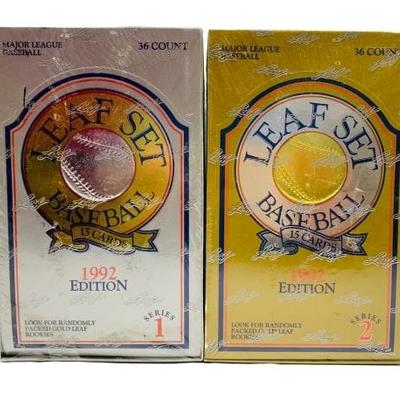 MAJOR LEAGUE
BASEBALL
36 COUNT
LEAF SET
BASEBALL
15 CARDS
1992
EDITION
LOOK FOR RANDOMLY
PACKED GOLD LEAF
ROOKIES
SERIES
1
MAJOR LEAGUE
BASEBALL
36 COUNT
LEAF SET
BASEBALL
15 CARDS
1992
EDITION
LOOK FOR RANDOMLY
PACKED GOLD LEAF
ROOKIES
SERIES
2